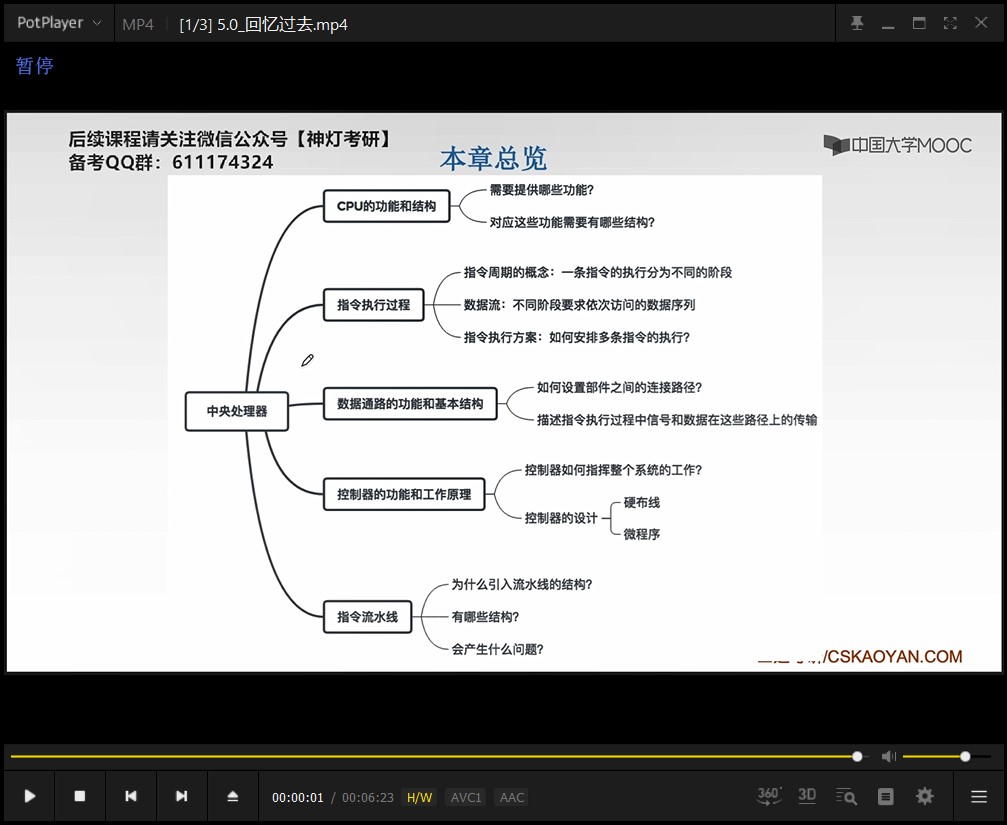 PotPlayer
MP4
[1/3] 5.0_回忆过去.mp4
暂停
后续课程请关注微信公众号【神灯考研】
备考QQ群：611174324
本章总览
中国大学MOOC
CPU的功能和结构
需要提供哪些功能？
对应这些功能需要有哪些结构？
指令执行过程
指令周期的概念：一条指令的执行分为不同的阶段
数据流：不同阶段要求依次访问的数据序列
指令执行方案：如何安排多条指令的执行？
中央处理器
数据通路的功能和基本结构
如何设置部件之间的连接路径？
描述指令执行过程中信号和数据在这些路径上的传输
控制器的功能和工作原理
控制器如何指挥整个系统的工作？
控制器的设计
硬布线
微程序
指令流水线
为什么引入流水线的结构？
有哪些结构？
会产生什么问题？
/CSKAOYAN.COM
00:00:01 / 00:06:23 H/W AVC1 AAC
360°
3D